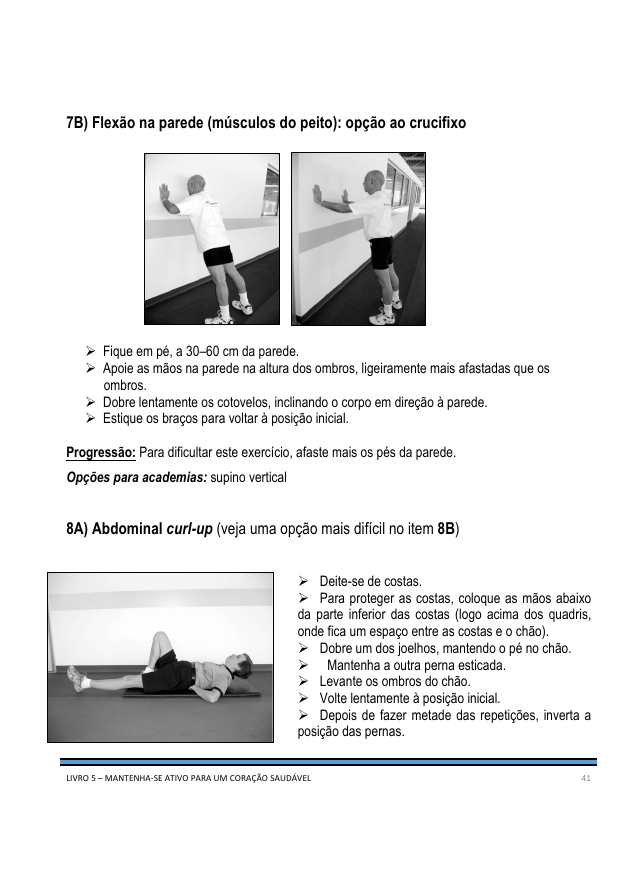 7B) Flexão na parede (músculos do peito): opção ao crucifixo
➢ Fique em pé, a 30–60 cm da parede.
➢ Apoie as mãos na parede na altura dos ombros, ligeiramente mais afastadas que os
ombros.
➢ Dobre lentamente os cotovelos, inclinando o corpo em direção à parede.
➢ Estique os braços para voltar à posição inicial.
Progressão: Para dificultar este exercício, afaste mais os pés da parede.
Opções para academias: supino vertical
8A) Abdominal curl-up (veja uma opção mais difícil no item 8B)
➢ Deite-se de costas.
➢ Para proteger as costas, coloque as mãos abaixo
da parte inferior das costas (logo acima dos quadris,
onde fica um espaço entre as costas e o chão).
➢ Dobre um dos joelhos, mantendo o pé no chão.
➢ Mantenha a outra perna esticada.
➢ Levante os ombros do chão.
➢ Volte lentamente à posição inicial.
➢ Depois de fazer metade das repetições, inverta a
posição das pernas.
LIVRO 5 – MANTENHA-SE ATIVO PARA UM CORAÇÃO SAUDÁVEL 41